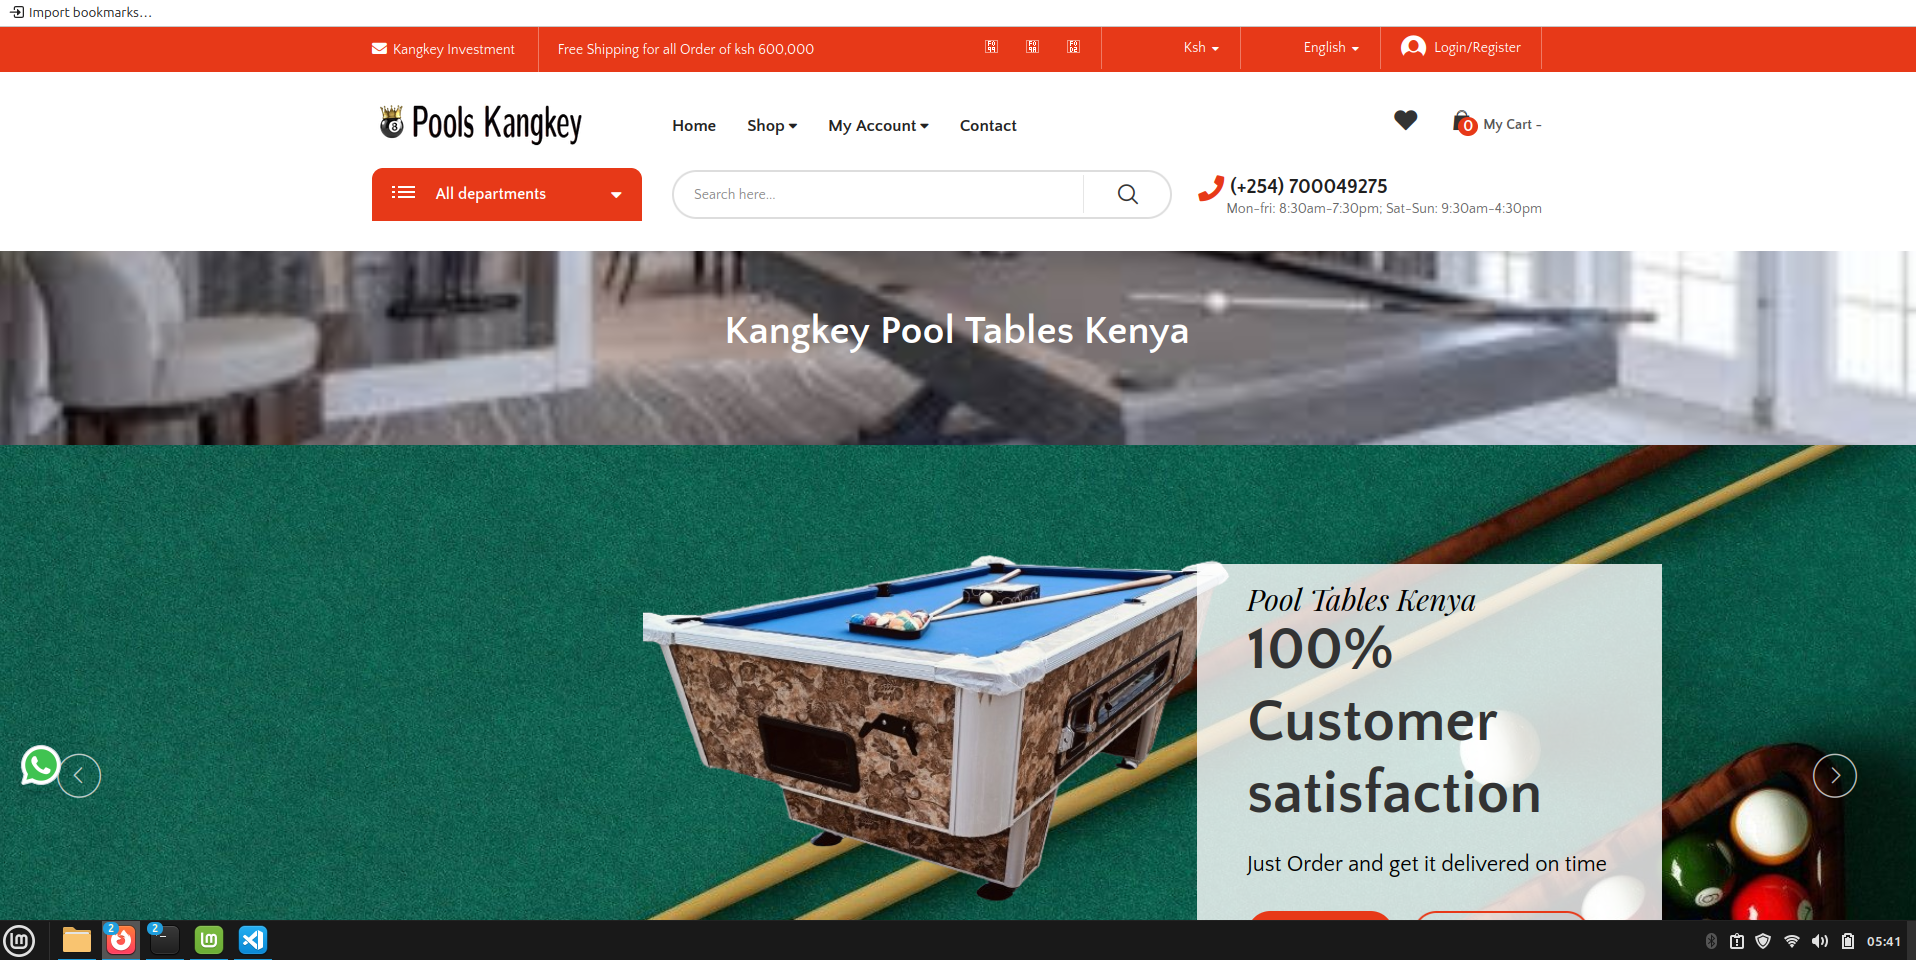 Import bookmarks...
Kangkey Investment
Free Shipping for all Order of ksh 600,000
Ksh
English
Login/Register
8 Pools Kangkey
Home
Shop
My Account
Contact
0 My Cart -
All departments
Search here...
(+254) 700049275
Mon-fri: 8:30am-7:30pm; Sat-Sun: 9:30am-4:30pm
Kangkey Pool Tables Kenya
Pool Tables Kenya
100%
Customer
satisfaction
Just Order and get it delivered on time
2
2
05:41